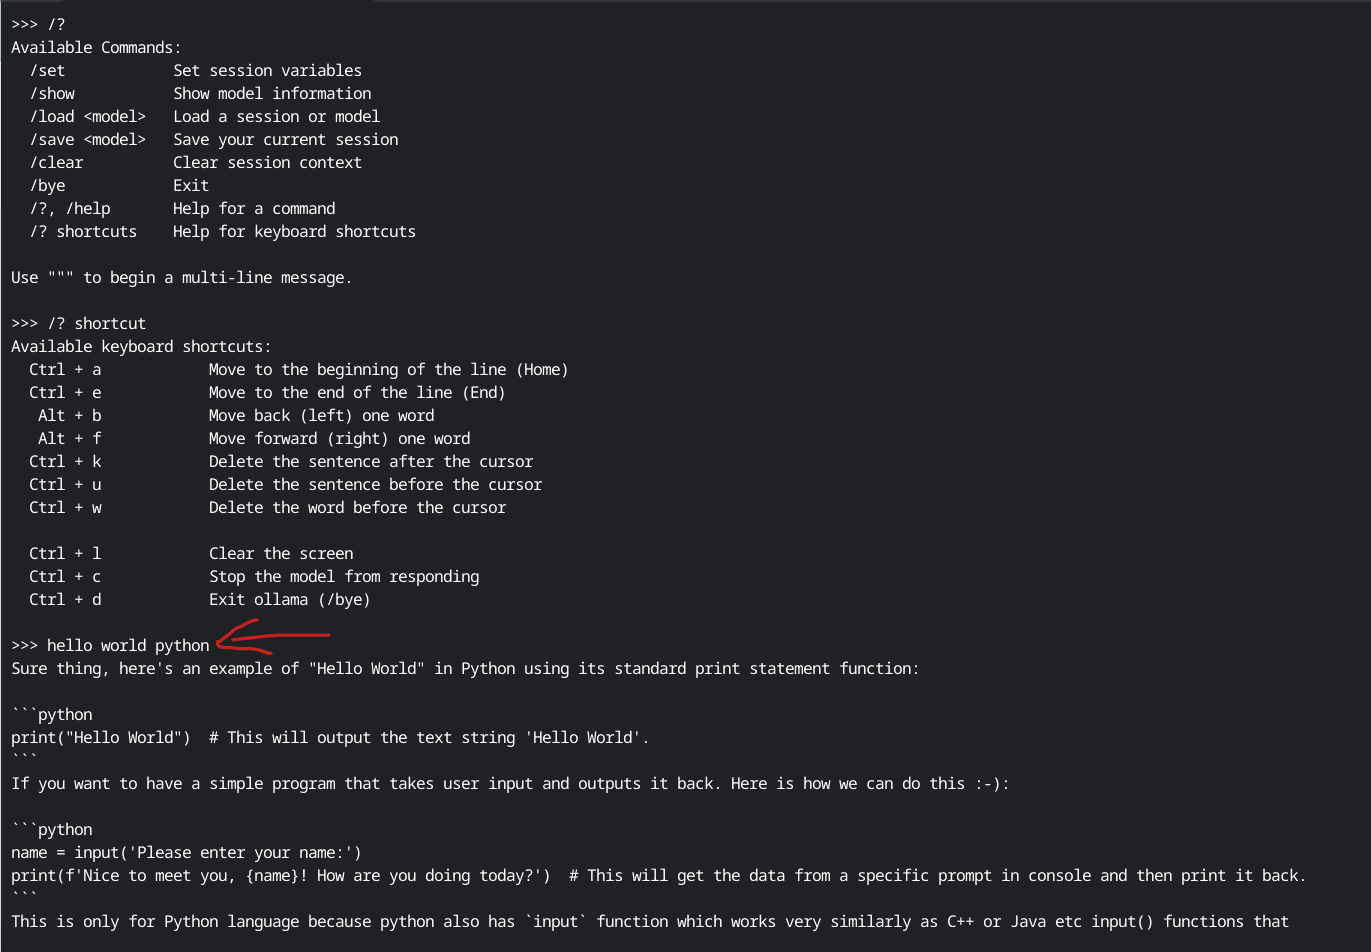 >>> /?
Available Commands:
  /set            Set session variables
  /show           Show model information
  /load <model>   Load a session or model
  /save <model>   Save your current session
  /clear          Clear session context
  /bye            Exit
  /?, /help       Help for a command
  /? shortcuts    Help for keyboard shortcuts

Use """ to begin a multi-line message.

>>> /? shortcut
Available keyboard shortcuts:
  Ctrl + a            Move to the beginning of the line (Home)
  Ctrl + e            Move to the end of the line (End)
   Alt + b            Move back (left) one word
   Alt + f            Move forward (right) one word
  Ctrl + k            Delete the sentence after the cursor
  Ctrl + u            Delete the sentence before the cursor
  Ctrl + w            Delete the word before the cursor

  Ctrl + l            Clear the screen
  Ctrl + c            Stop the model from responding
  Ctrl + d            Exit ollama (/bye)

>>> hello world python
Sure thing, here's an example of "Hello World" in Python using its standard print statement function:

```python
print("Hello World")  # This will output the text string 'Hello World'.
```
If you want to have a simple program that takes user input and outputs it back. Here is how we can do this :-):

```python
name = input('Please enter your name:')
print(f'Nice to meet you, {name}! How are you doing today?')  # This will get the data from a specific prompt in console and then print it back.
```
This is only for Python language because python also has `input` function which works very similarly as C++ or Java etc input() functions that